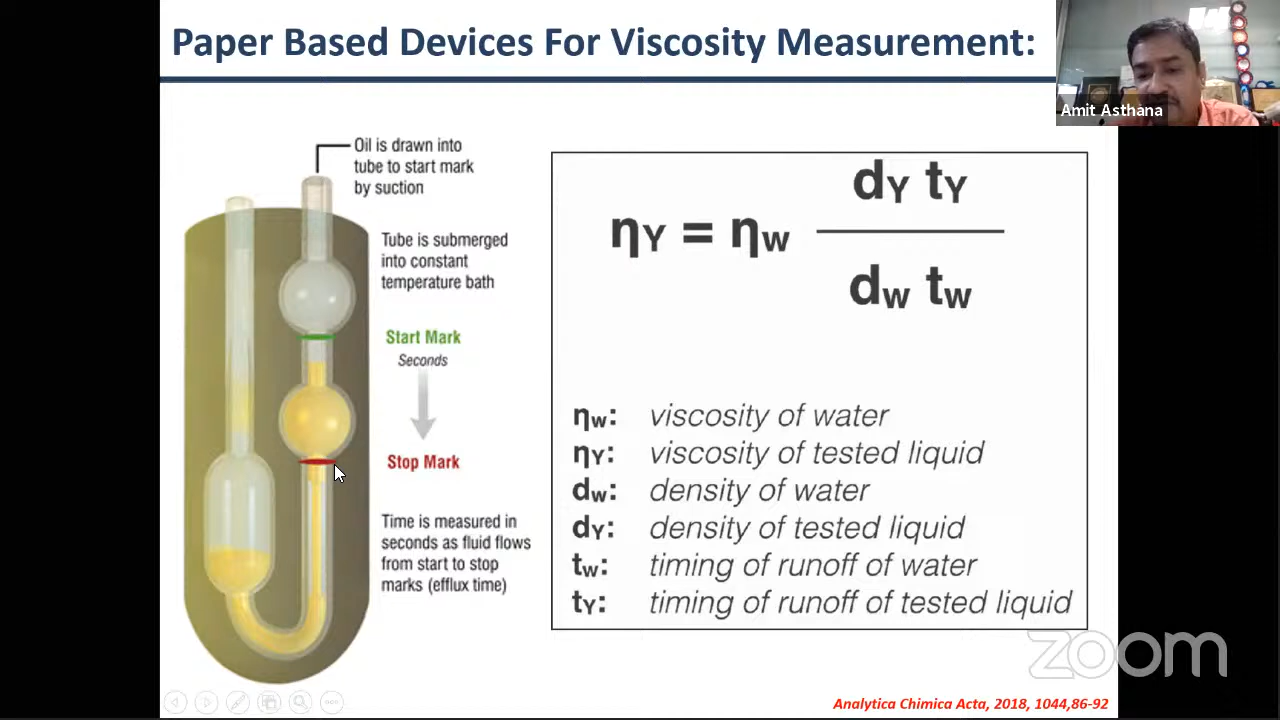 Paper Based Devices For Viscosity Measurement:
Amit Asthana
Oil is drawn into
tube to start mark
by suction
Tube is submerged
into constant
temperature bath
Start Mark
Seconds
Stop Mark
Time is measured in
seconds as fluid flows
from start to stop
marks (efflux time)
ηY = ηW dY tY
dW tW
ηW: viscosity of water
ηY: viscosity of tested liquid
dW: density of water
dY: density of tested liquid
tW: timing of runoff of water
tY: timing of runoff of tested liquid
zoom
Analytica Chimica Acta, 2018, 1044,86-92